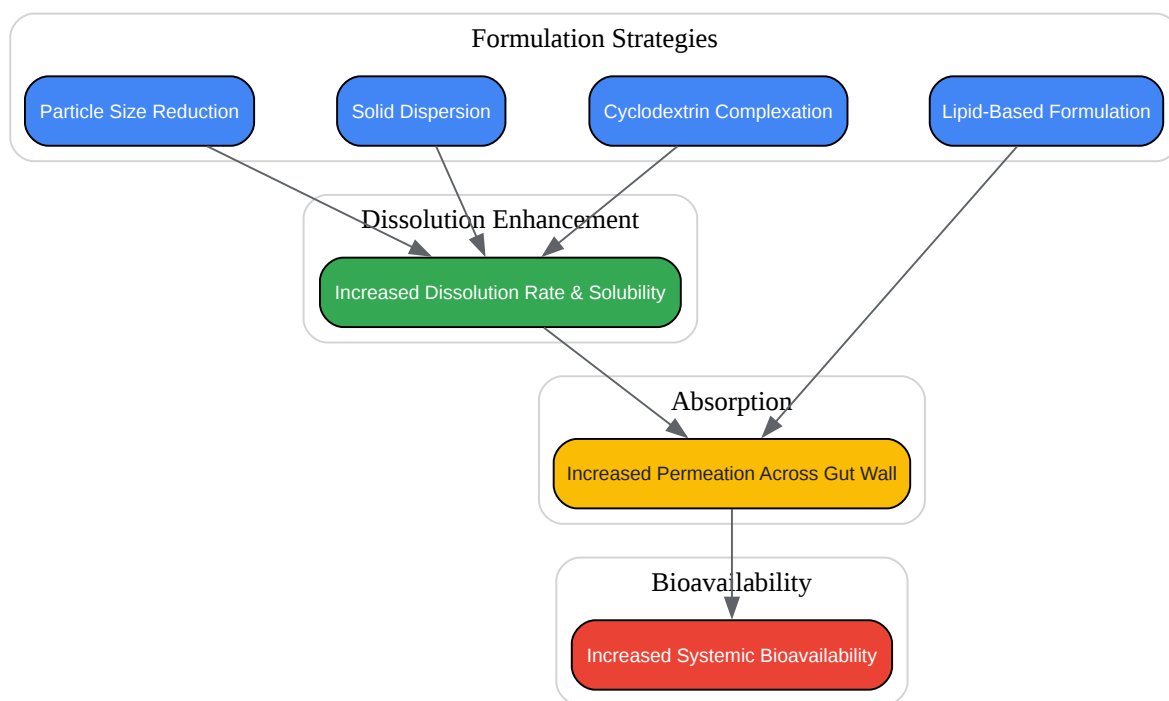 Formulation Strategies
Particle Size Reduction
Solid Dispersion
Cyclodextrin Complexation
Lipid-Based Formulation
Dissolution Enhancement
Increased Dissolution Rate & Solubility
Absorption
Increased Permeation Across Gut Wall
Bioavailability
Increased Systemic Bioavailability